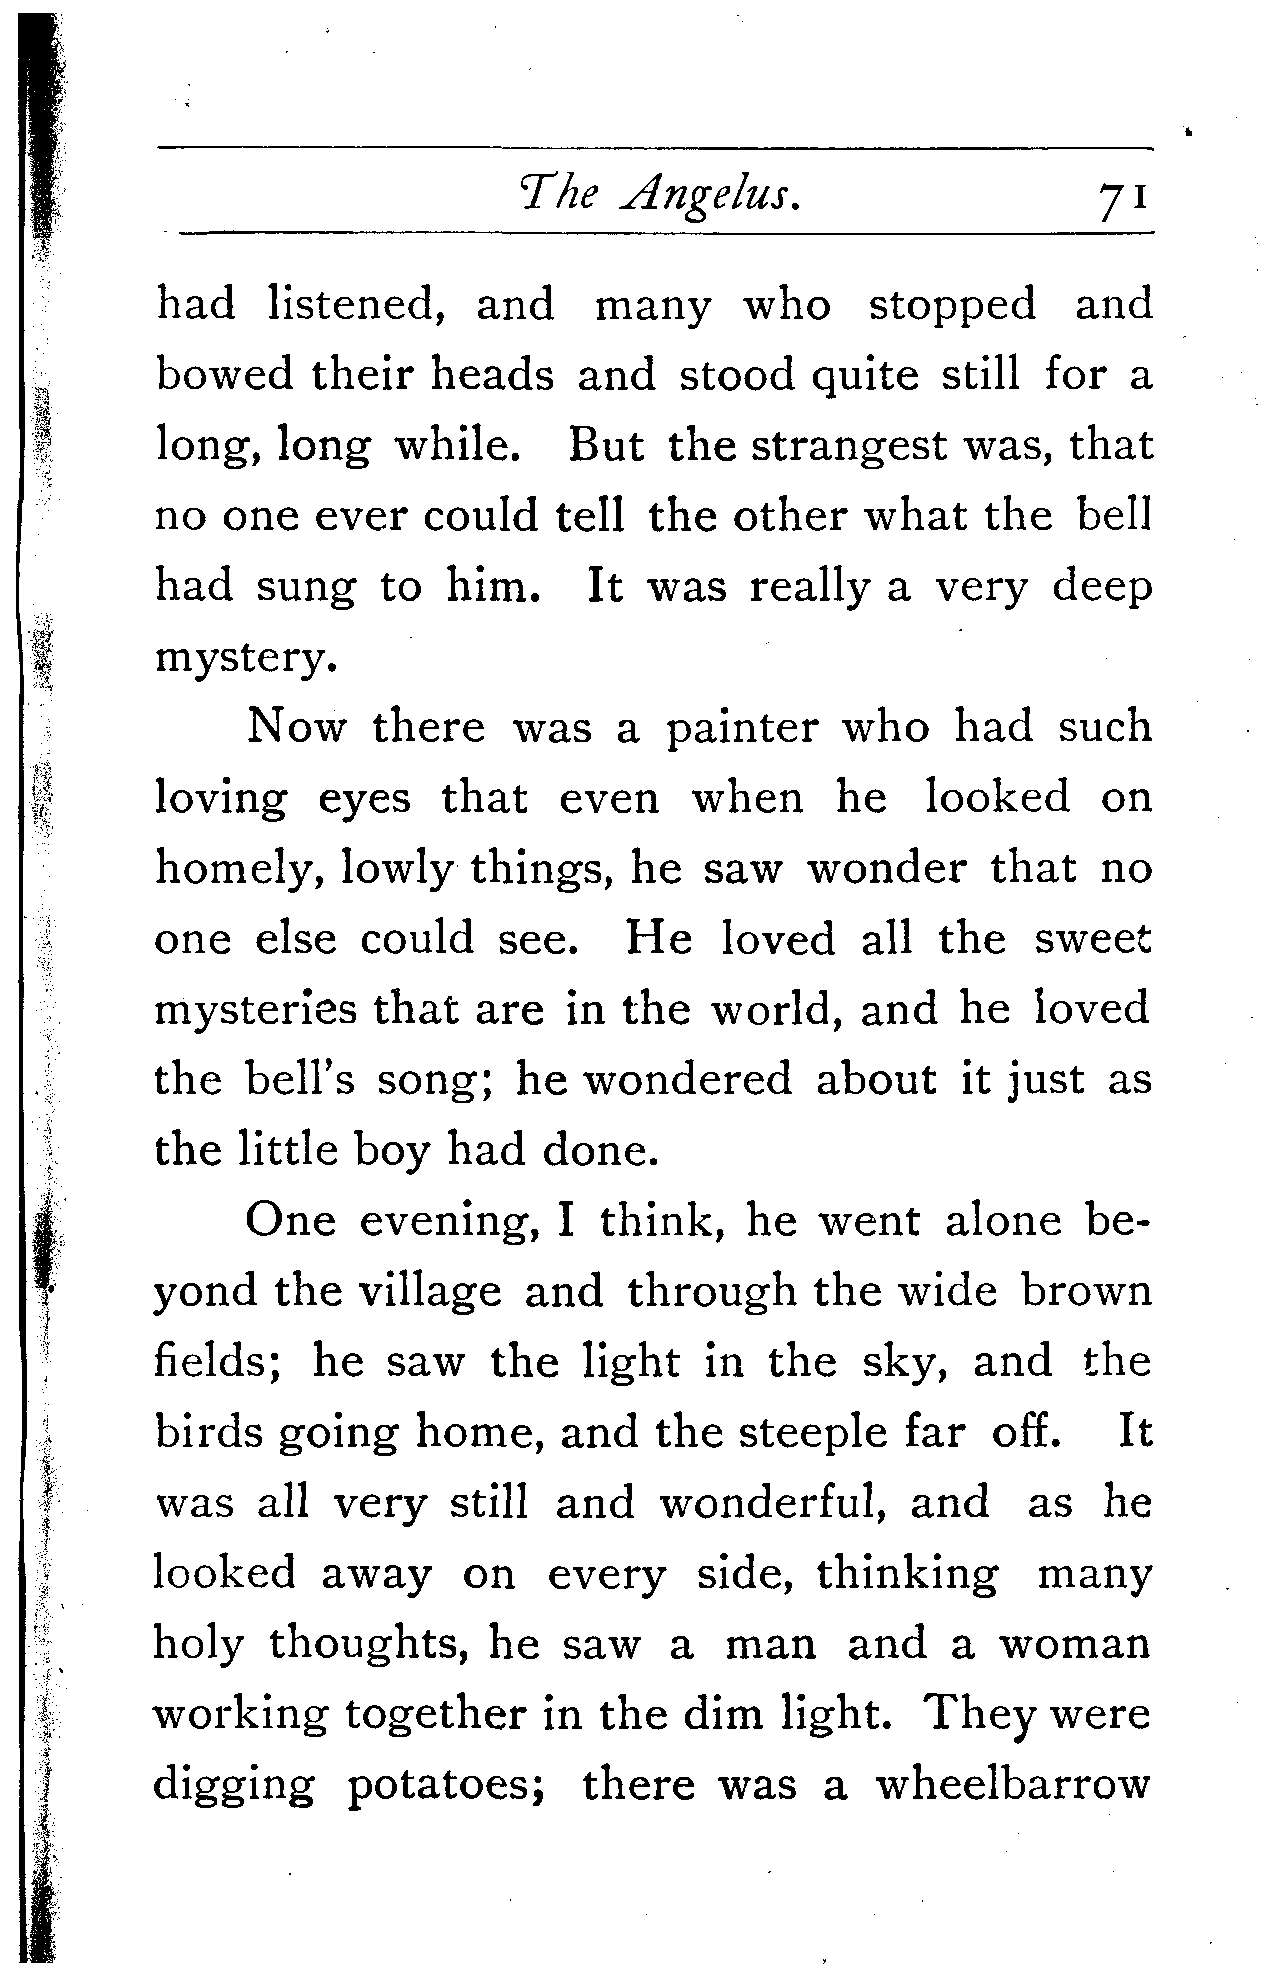 The Angelus. 71
had listened, and many who stopped and
bowed their heads and stood quite still for a
long, long while. But the strangest was, that
no one ever could tell the other what the bell
had sung to him. It was really a very deep
mystery.
Now there was a painter who had such
loving eyes that even when he looked on
homely, lowly things, he saw wonder that no
one else could see. He loved all the sweet
mysteries that are in the world, and he loved
the bell's song; he wondered about it just as
the little boy had done.
One evening, I think, he went alone be-
yond the village and through the wide brown
fields; he saw the light in the sky, and the
birds going home, and the steeple far off. It
was all very still and wonderful, and as he
looked away on every side, thinking many
holy thoughts, he saw a man and a woman
working together in the dim light. They were
digging potatoes; there was a wheelbarrow